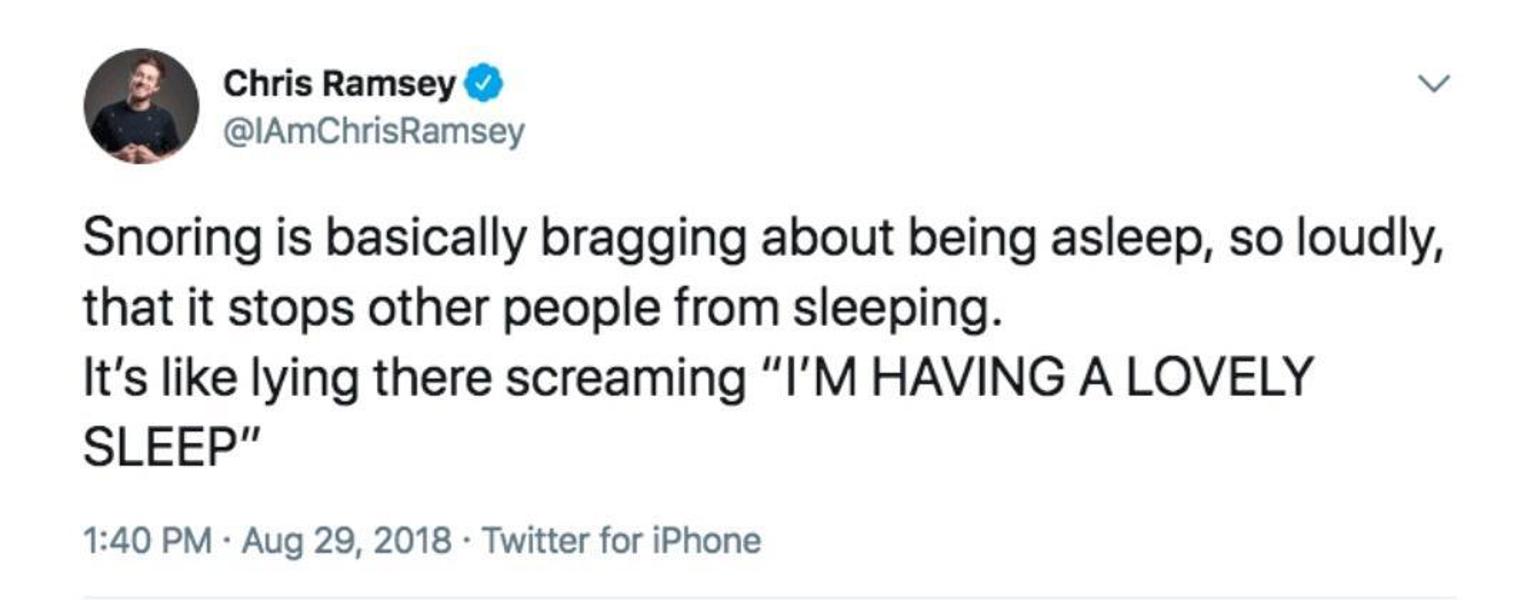 Chris Ramsey
@IAmChrisRamsey
Snoring is basically bragging about being asleep, so loudly,
that it stops other people from sleeping.
It’s like lying there screaming “I’M HAVING A LOVELY
SLEEP”
1:40 PM · Aug 29, 2018 · Twitter for iPhone